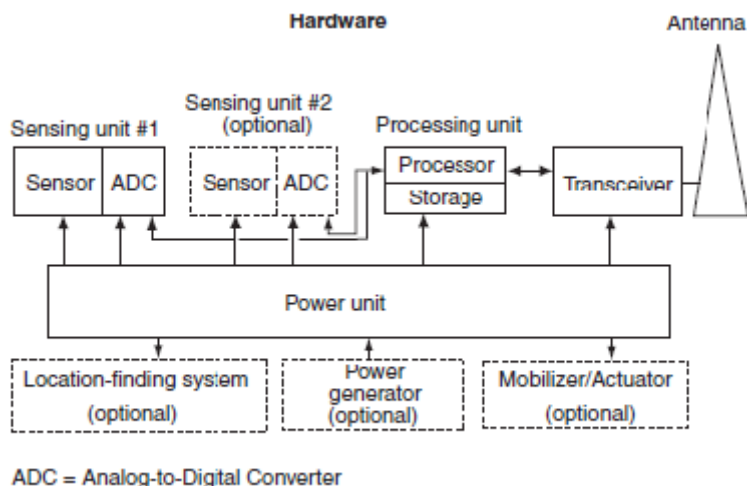 Hardware
Antenna
Sensing unit #1
Sensing unit #2
(optional)
Processing unit
Sensor
ADC
Sensor
ADC
Processor
Storage
Transceiver
Power unit
Location-finding system
(optional)
Power
generator
(optional)
Mobilizer/Actuator
(optional)
ADC = Analog-to-Digital Converter